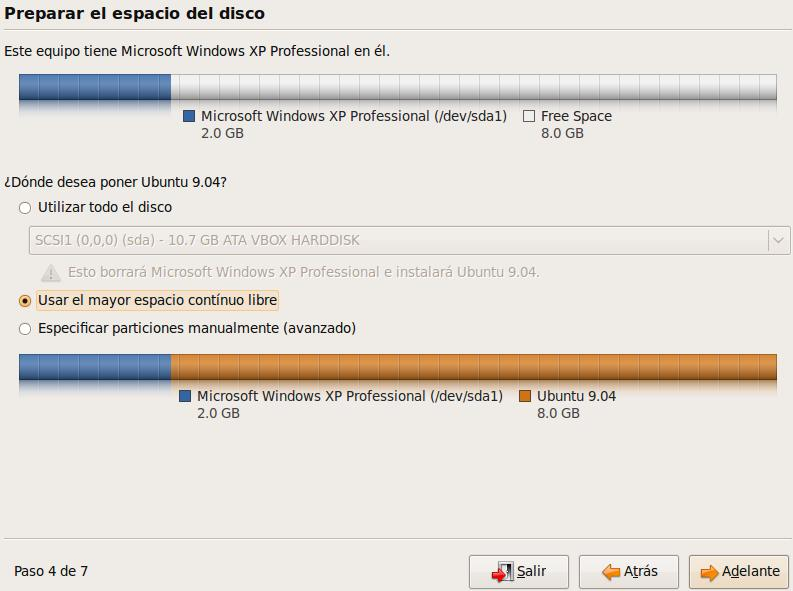 Preparar el espacio del disco
Este equipo tiene Microsoft Windows XP Professional en él.
Microsoft Windows XP Professional (/dev/sda1)
2.0 GB
Free Space
8.0 GB
¿Dónde desea poner Ubuntu 9.04?
Utilizar todo el disco
SCSI1 (0,0,0) (sda) - 10.7 GB ATA VBOX HARDDISK
Esto borrará Microsoft Windows XP Professional e instalará Ubuntu 9.04.
Usar el mayor espacio contínuo libre
Especificar particiones manualmente (avanzado)
Microsoft Windows XP Professional (/dev/sda1)
2.0 GB
Ubuntu 9.04
8.0 GB
Paso 4 de 7
Salir
Atrás
Adelante